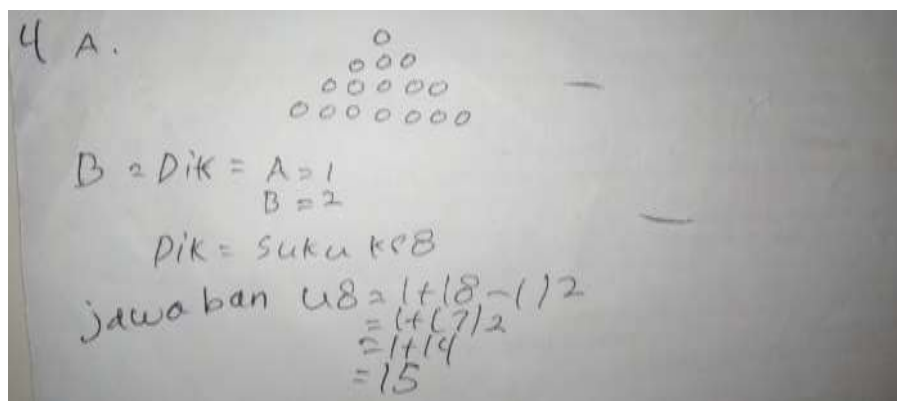 4 A.
o
o o o
o o o o o
o o o o o o o
B = Dik = A = 1
B = 2
Dik = suku ke8
jawaban U8 = 1+(8-1)2
= 1+(7)2
= 1+14
= 15